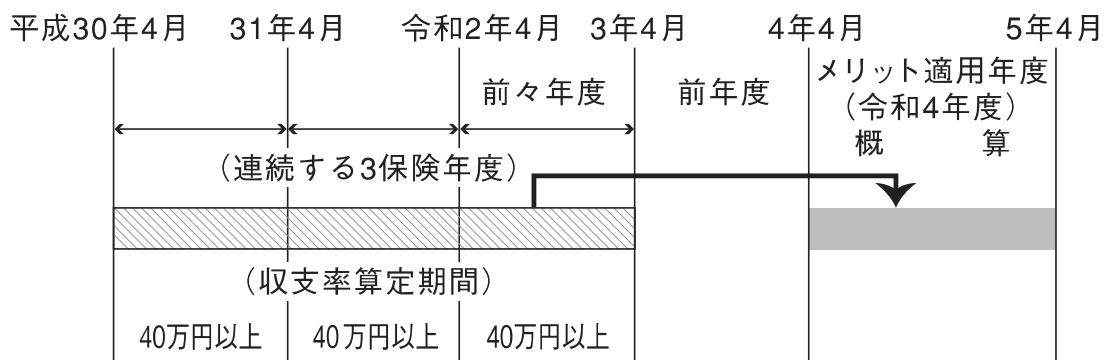 平成30年4月 31年4月 令和2年4月 3年4月 4年4月 5年4月
前々年度 前年度 メリット適用年度
(令和4年度)
概 算
(連続する3保険年度)
(収支率算定期間)
40万円以上 40万円以上 40万円以上